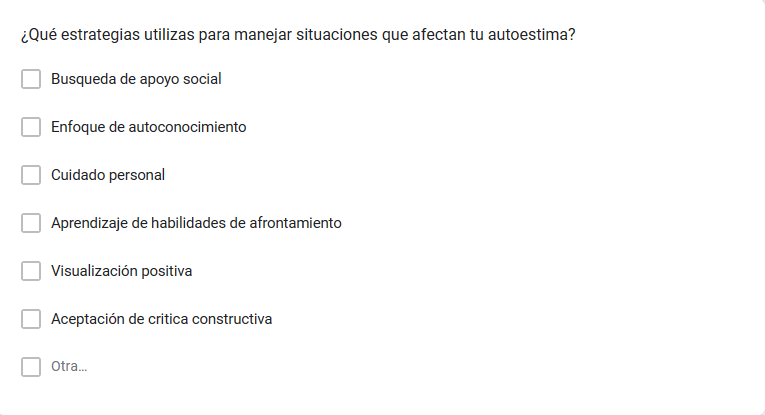 ¿Qué estrategias utilizas para manejar situaciones que afectan tu autoestima?
Busqueda de apoyo social
Enfoque de autoconocimiento
Cuidado personal
Aprendizaje de habilidades de afrontamiento
Visualización positiva
Aceptación de critica constructiva
Otra...